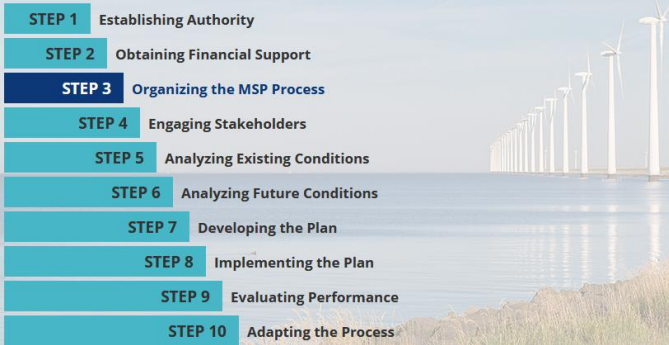 STEP 1 Establishing Authority
STEP 2 Obtaining Financial Support
STEP 3 Organizing the MSP Process
STEP 4 Engaging Stakeholders
STEP 5 Analyzing Existing Conditions
STEP 6 Analyzing Future Conditions
STEP 7 Developing the Plan
STEP 8 Implementing the Plan
STEP 9 Evaluating Performance
STEP 10 Adapting the Process